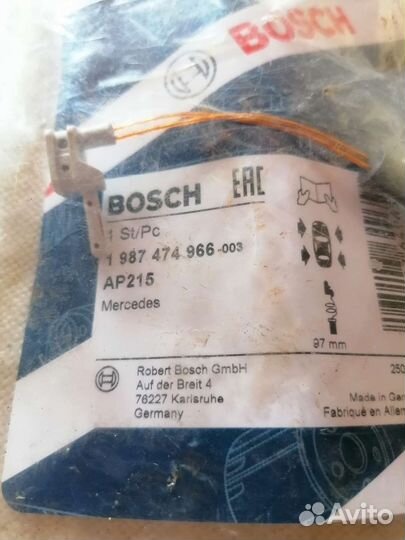 BOSCH
BOSCH
EAC
1 St/Pc
1 987 474 966-003
AP215
Mercedes
97 mm
Robert Bosch GmbH
Auf der Breit 4
76227 Karlsruhe
Germany
250
Made in Ger
Fabriqué en Allem
Avito